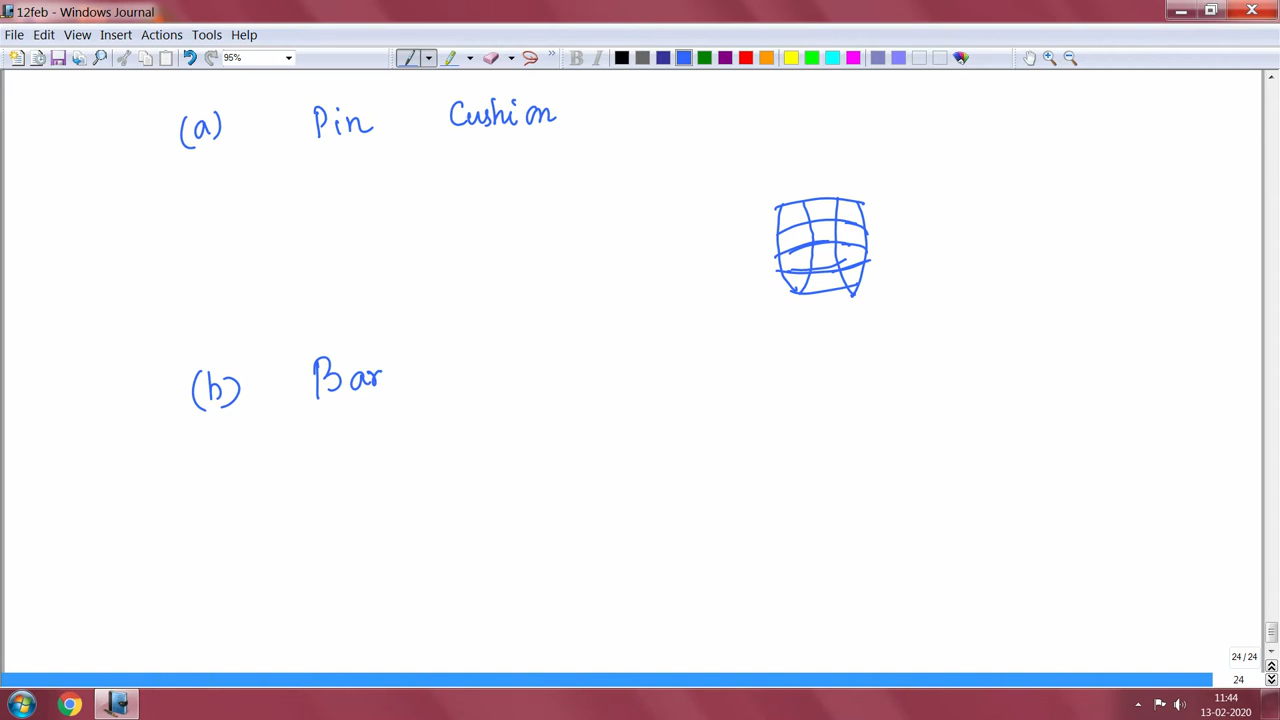 12feb - Windows Journal
File Edit View Insert Actions Tools Help
95%
(a) Pin Cushion
(b) Bar
24 / 24
24
11:44
13-02-2020